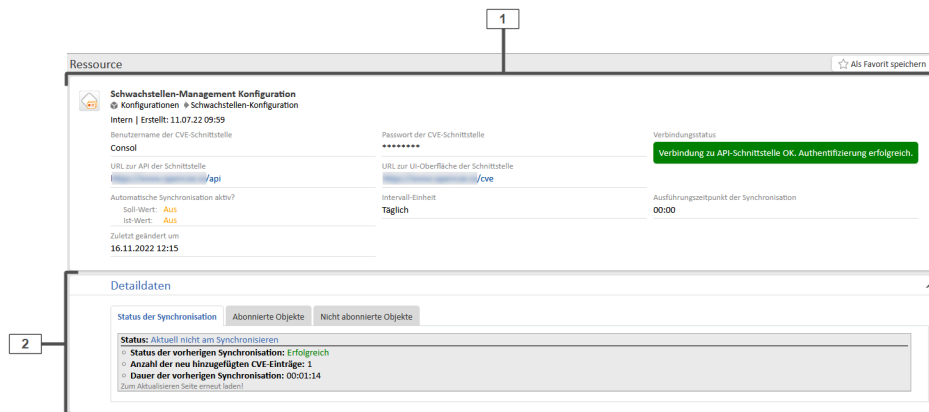 1
Ressource
Als Favorit speichern
Schwachstellen-Management Konfiguration
Konfigurationen Schwachstellen-Konfiguration
Intern | Erstellt: 11.07.22 09:59
Benutzername der CVE-Schnittstelle
Passwort der CVE-Schnittstelle
Verbindungsstatus
Consol
********
Verbindung zu API-Schnittstelle OK. Authentifizierung erfolgreich.
URL zur API der Schnittstelle
URL zur UI-Oberfläche der Schnittstelle
/api
/cve
Automatische Synchronisation aktiv?
Intervall-Einheit
Ausführungszeitpunkt der Synchronisation
Soll-Wert: Aus
Täglich
00:00
Ist-Wert: Aus
Zuletzt geändert um
16.11.2022 12:15
Detaildaten
Status der Synchronisation
Abonnierte Objekte
Nicht abonnierte Objekte
2
Status: Aktuell nicht am Synchronisieren
Status der vorherigen Synchronisation: Erfolgreich
Anzahl der neu hinzugefügten CVE-Einträge: 1
Dauer der vorherigen Synchronisation: 00:01:14
Zum Aktualisieren Seite erneut laden!